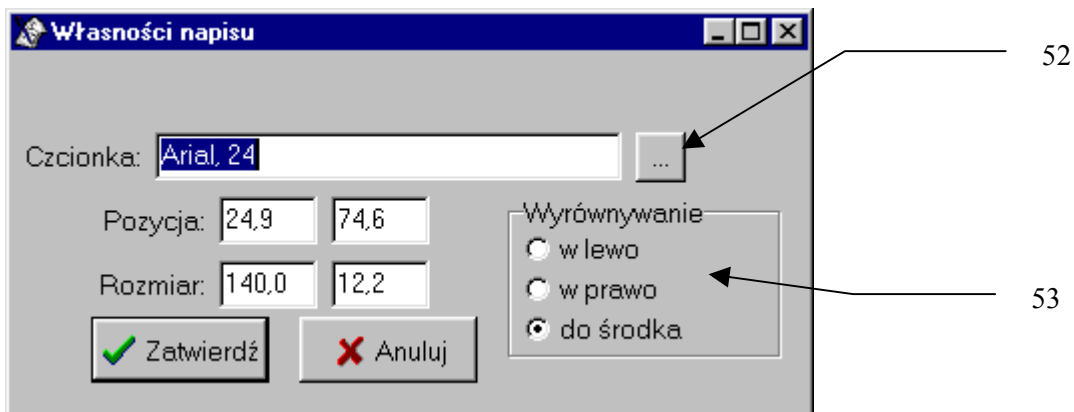 Własności napisu
52
Czcionka: Arial, 24 ...
Pozycja: 24,9 74,6
Wyrównywanie
w lewo
Rozmiar: 140,0 12,2
w prawo
53
do środka
Zatwierdź Anuluj